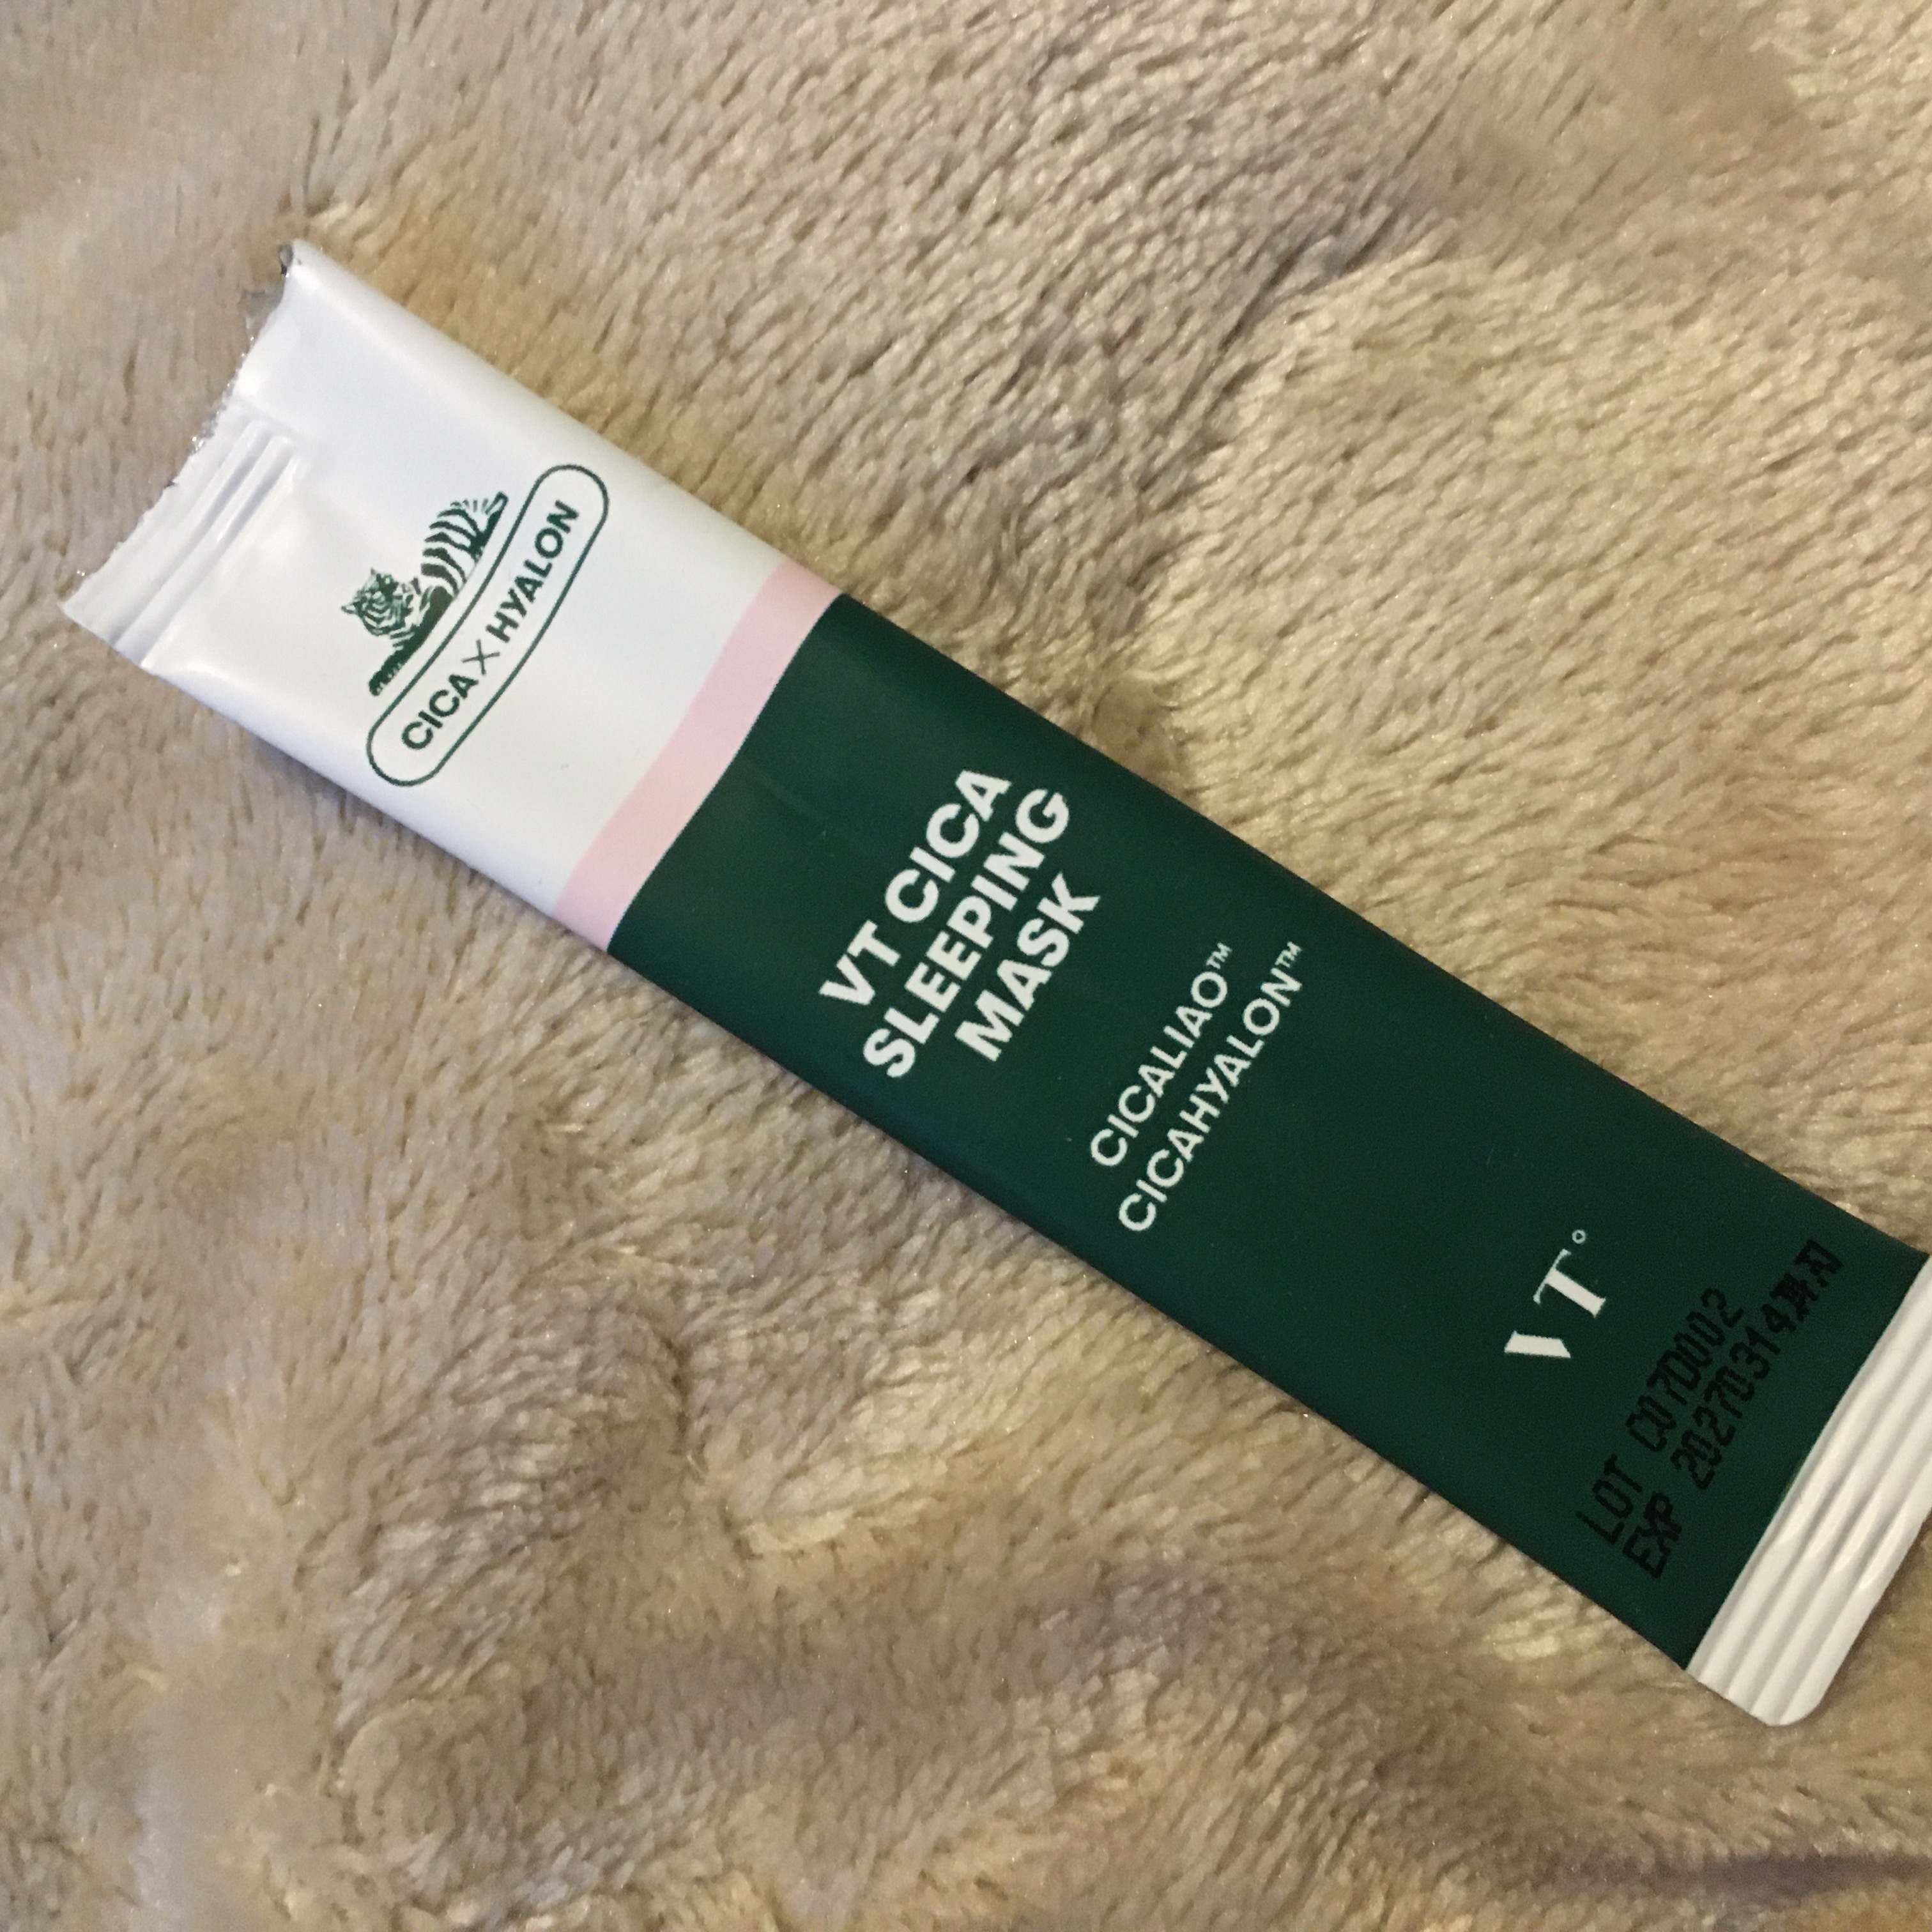 CICA X HYALON
VT CICA
SLEEPING
MASK
CICALIAO™
CICAHYALON™
VT°
LOT CO7D002
EXP 20270314까지